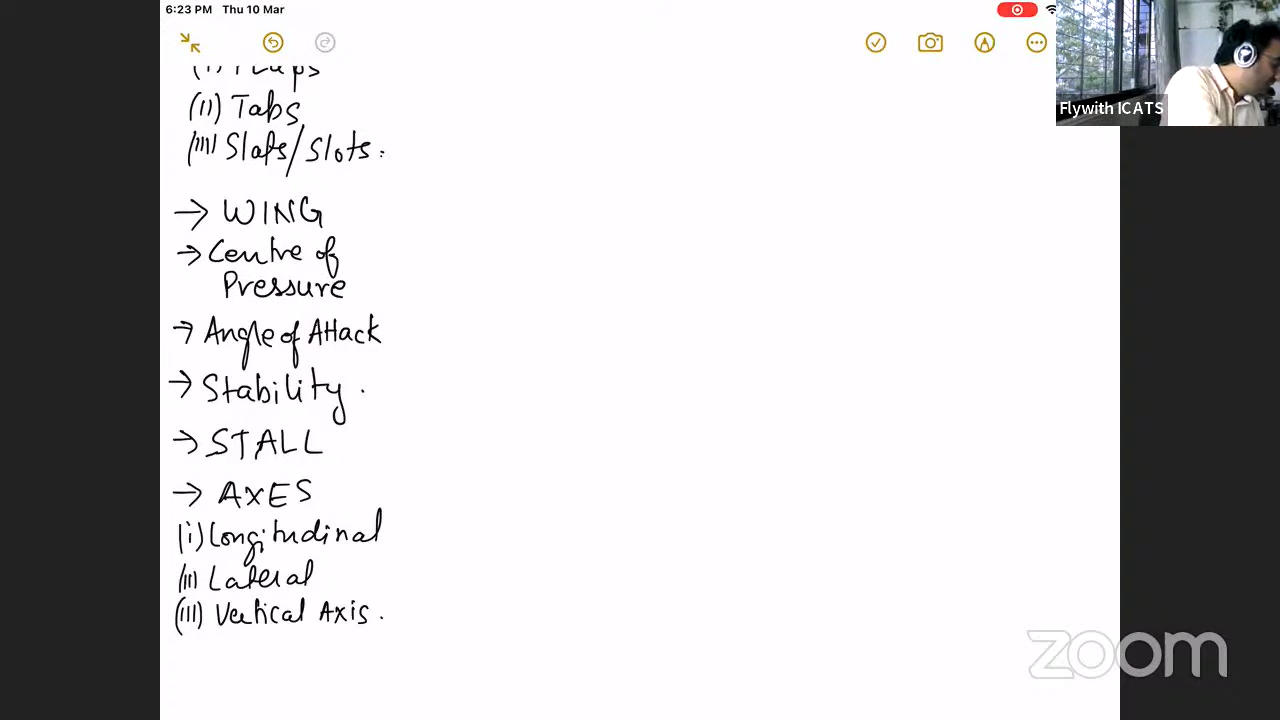 6:23 PM Thu 10 Mar
Flywith ICATS
(i) Flaps
(II) Tabs
(III) Slats/Slots.
→ WING
→ Centre of
Pressure
→ Angle of Attack
→ Stability.
→ STALL
→ AXES
(i) Longitudinal
(II) Lateral
(III) Vertical Axis.
zoom